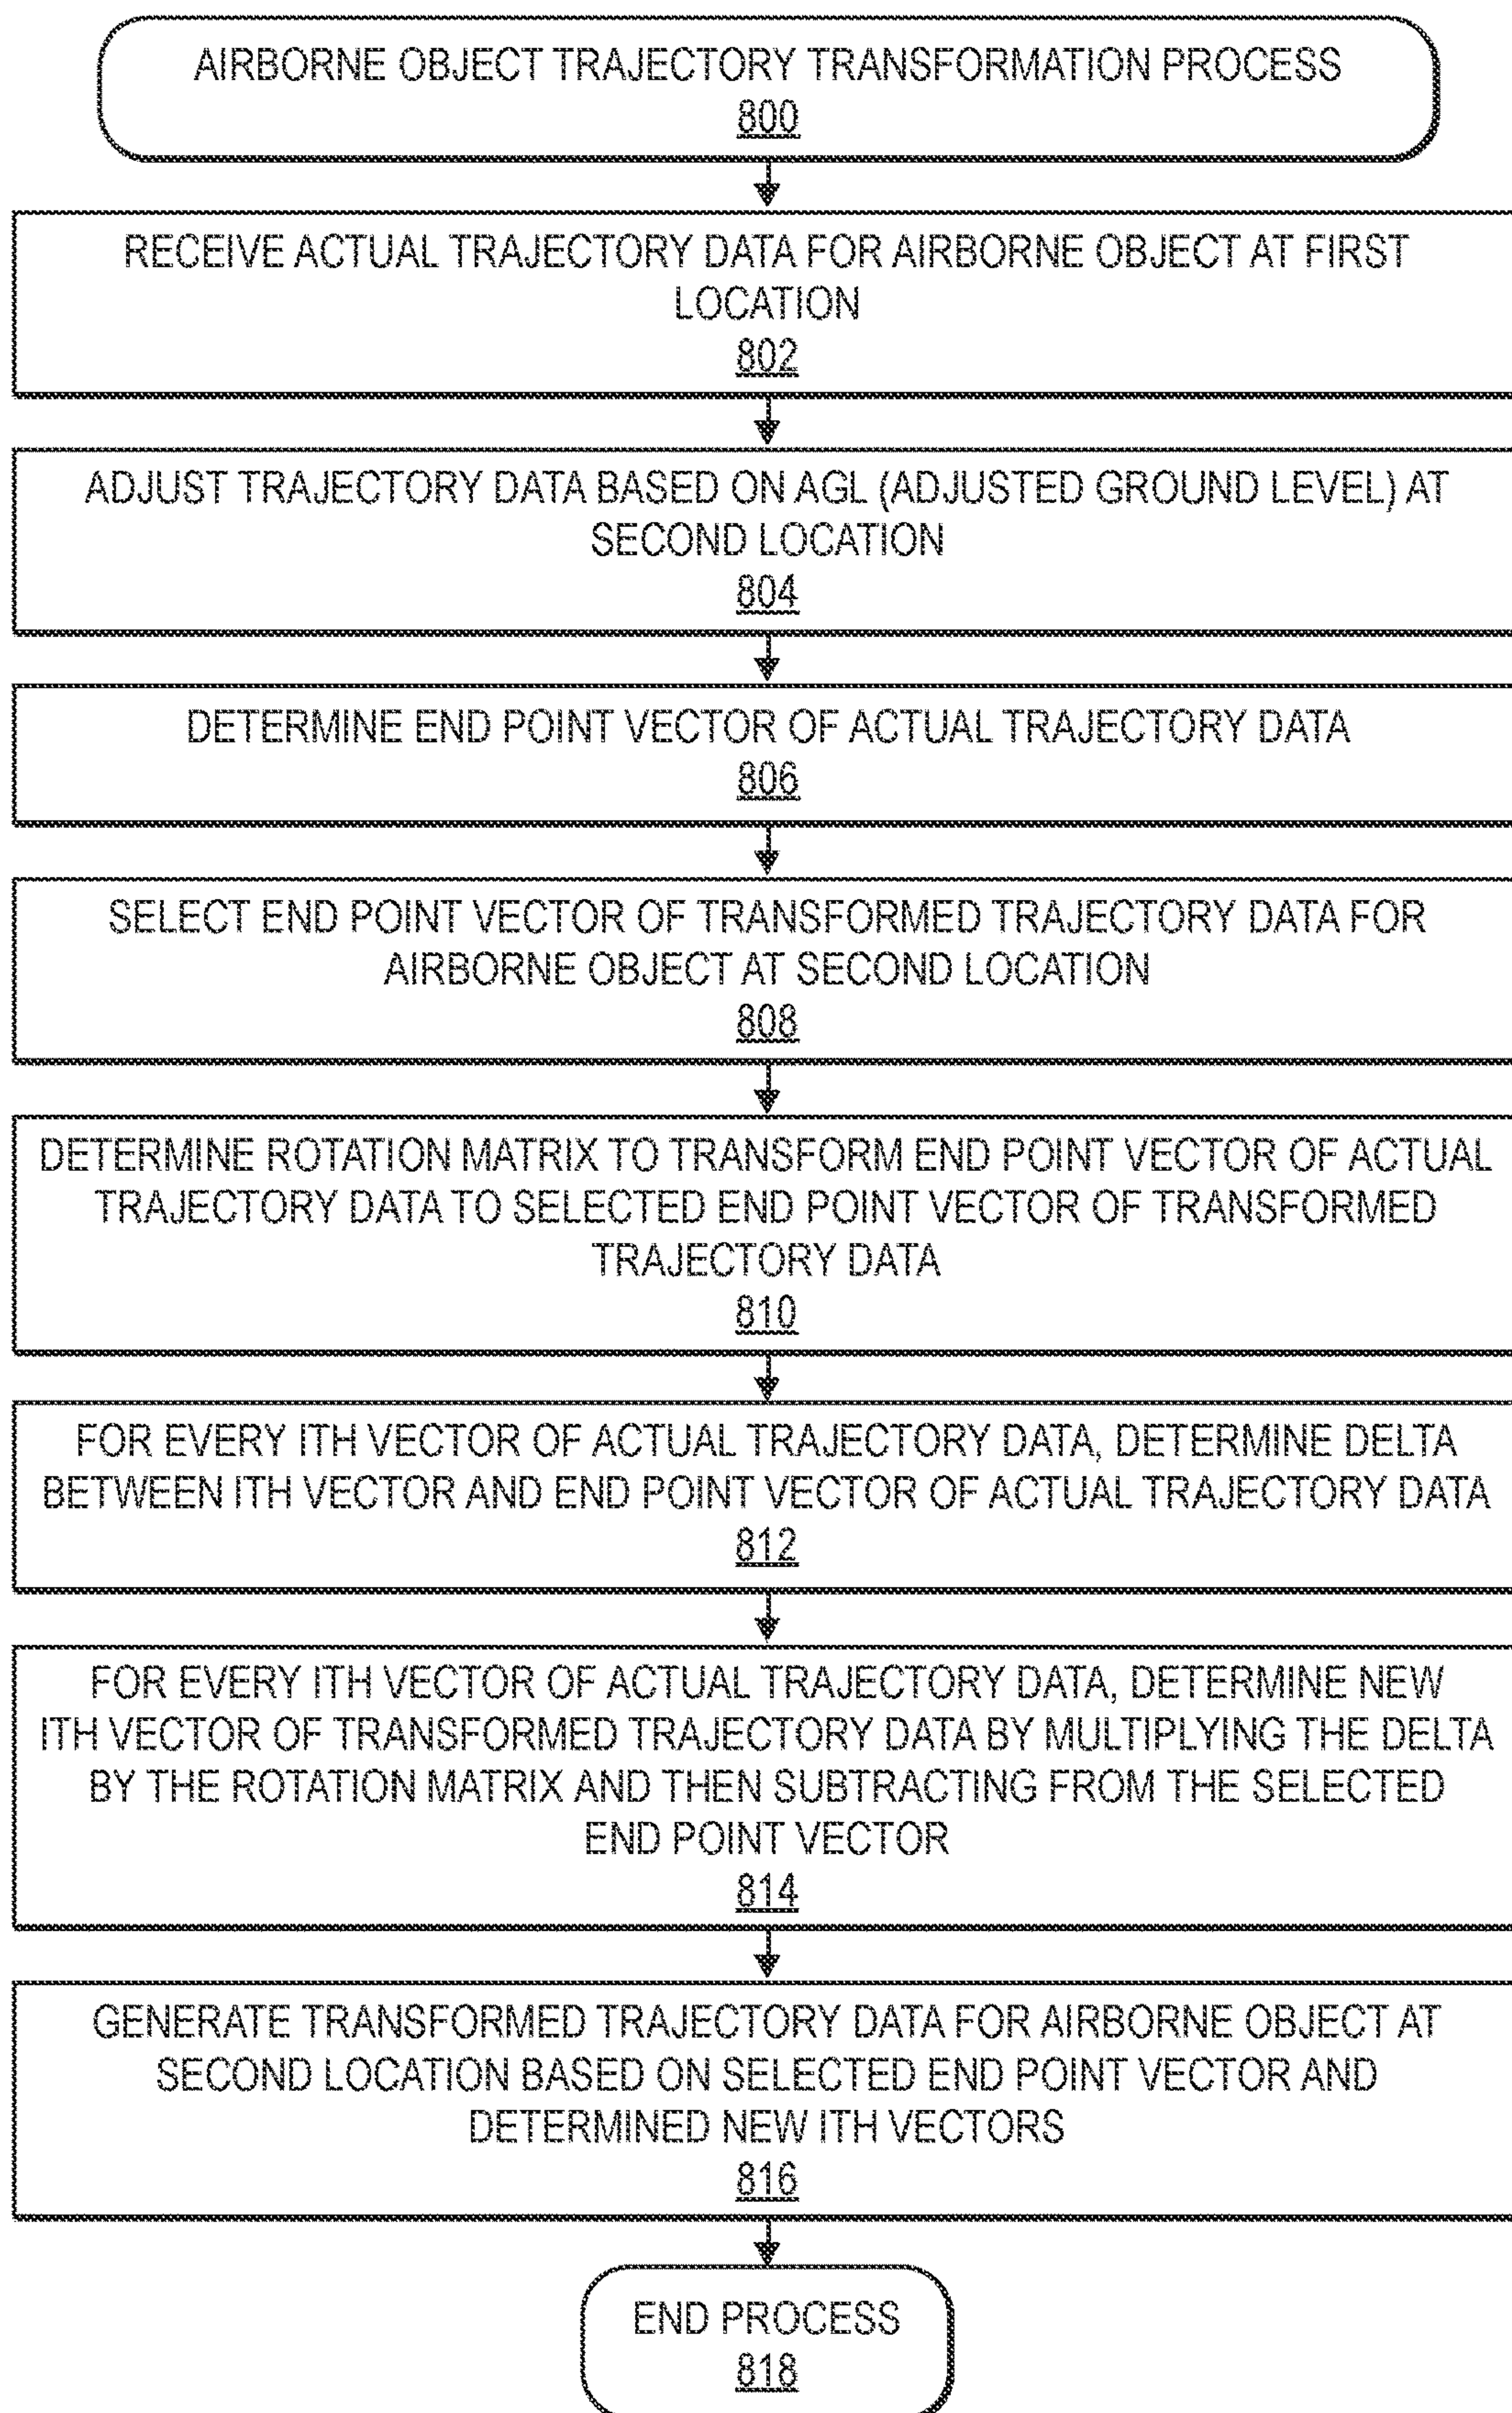 AIRBORNE OBJECT TRAJECTORY TRANSFORMATION PROCESS
800
RECEIVE ACTUAL TRAJECTORY DATA FOR AIRBORNE OBJECT AT FIRST
LOCATION
802
ADJUST TRAJECTORY DATA BASED ON AGL (ADJUSTED GROUND LEVEL) AT
SECOND LOCATION
804
DETERMINE END POINT VECTOR OF ACTUAL TRAJECTORY DATA
806
SELECT END POINT VECTOR OF TRANSFORMED TRAJECTORY DATA FOR
AIRBORNE OBJECT AT SECOND LOCATION
808
DETERMINE ROTATION MATRIX TO TRANSFORM END POINT VECTOR OF ACTUAL
TRAJECTORY DATA TO SELECTED END POINT VECTOR OF TRANSFORMED
TRAJECTORY DATA
810
FOR EVERY ITH VECTOR OF ACTUAL TRAJECTORY DATA, DETERMINE DELTA
BETWEEN ITH VECTOR AND END POINT VECTOR OF ACTUAL TRAJECTORY DATA
812
FOR EVERY ITH VECTOR OF ACTUAL TRAJECTORY DATA, DETERMINE NEW
ITH VECTOR OF TRANSFORMED TRAJECTORY DATA BY MULTIPLYING THE DELTA
BY THE ROTATION MATRIX AND THEN SUBTRACTING FROM THE SELECTED
END POINT VECTOR
814
GENERATE TRANSFORMED TRAJECTORY DATA FOR AIRBORNE OBJECT AT
SECOND LOCATION BASED ON SELECTED END POINT VECTOR AND
DETERMINED NEW ITH VECTORS
816
END PROCESS
818